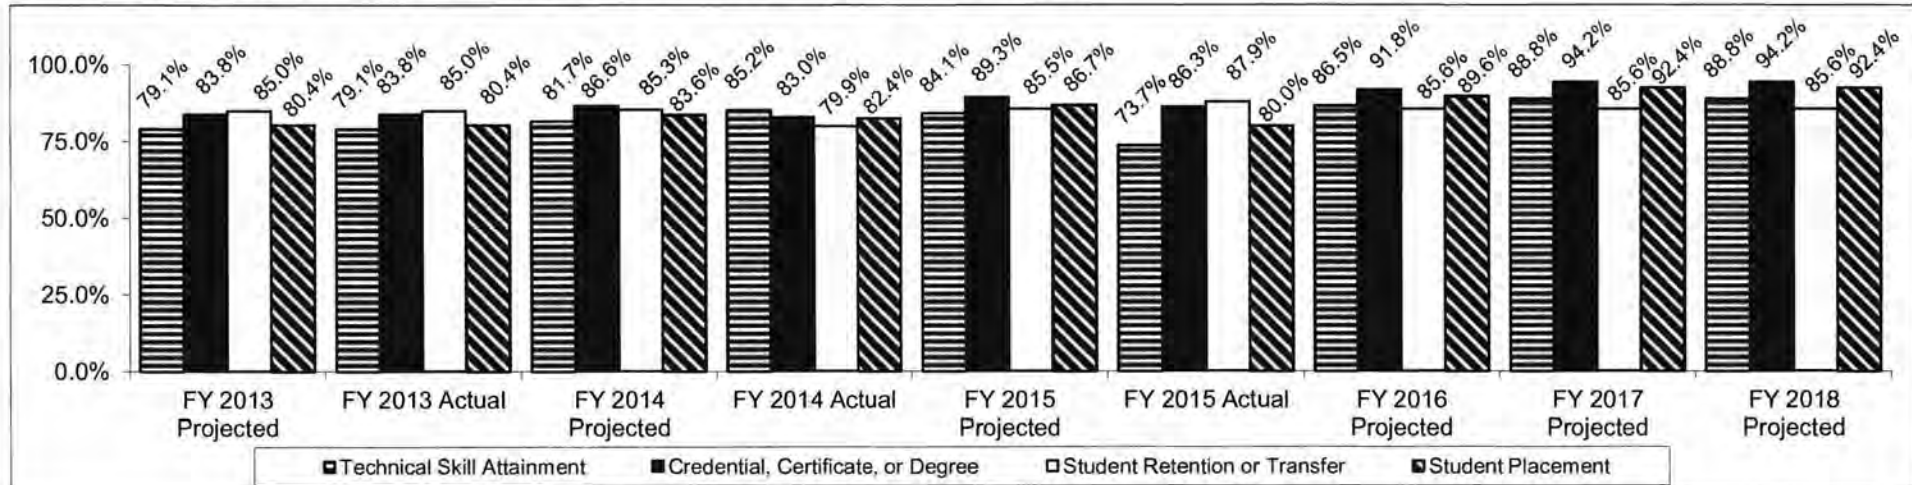 79.1% 83.8% 85.0% 80.4% 79.1% 83.8% 85.0% 80.4% 81.7% 86.6% 85.3% 83.6% 85.2% 83.0% 79.9% 82.4% 84.1% 89.3% 85.5% 86.7% 73.7% 86.3% 87.9% 80.0% 86.5% 91.8% 85.6% 89.6% 88.8% 94.2% 85.6% 92.4% 88.8% 94.2% 85.6% 92.4%
100.0%
75.0%
50.0%
25.0%
0.0%
FY 2013 FY 2013 Actual FY 2014 FY 2014 Actual FY 2015 FY 2015 Actual FY 2016 FY 2017 FY 2018
Projected Projected Projected Projected Projected Projected
Technical Skill Attainment Credential, Certificate, or Degree Student Retention or Transfer Student Placement